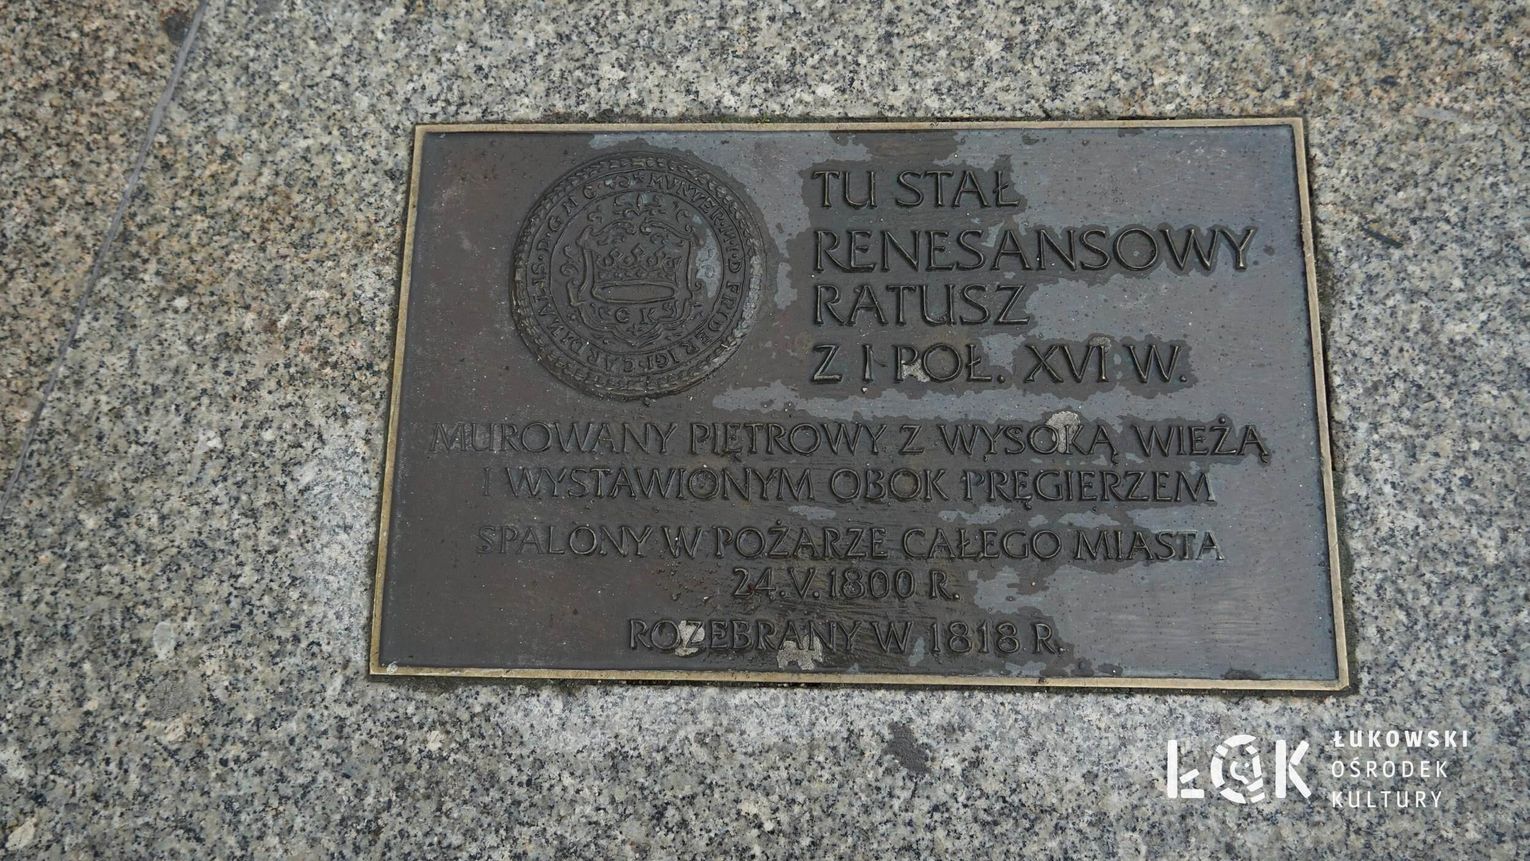 TU STAŁ
RENESANSOWY
RATUSZ
Z I POŁ. XVI W.
MUROWANY PIĘTROWY Z WYSOKĄ WIEŻĄ
I WYSTAWIONYM OBOK PRĘGIERZEM
SPALONY W POŻARZE CAŁEGO MIASTA
24.V.1800 R.
ROZEBRANY W 1818 R.
ŁOK
ŁUKOWSKI
OŚRODEK
KULTURY